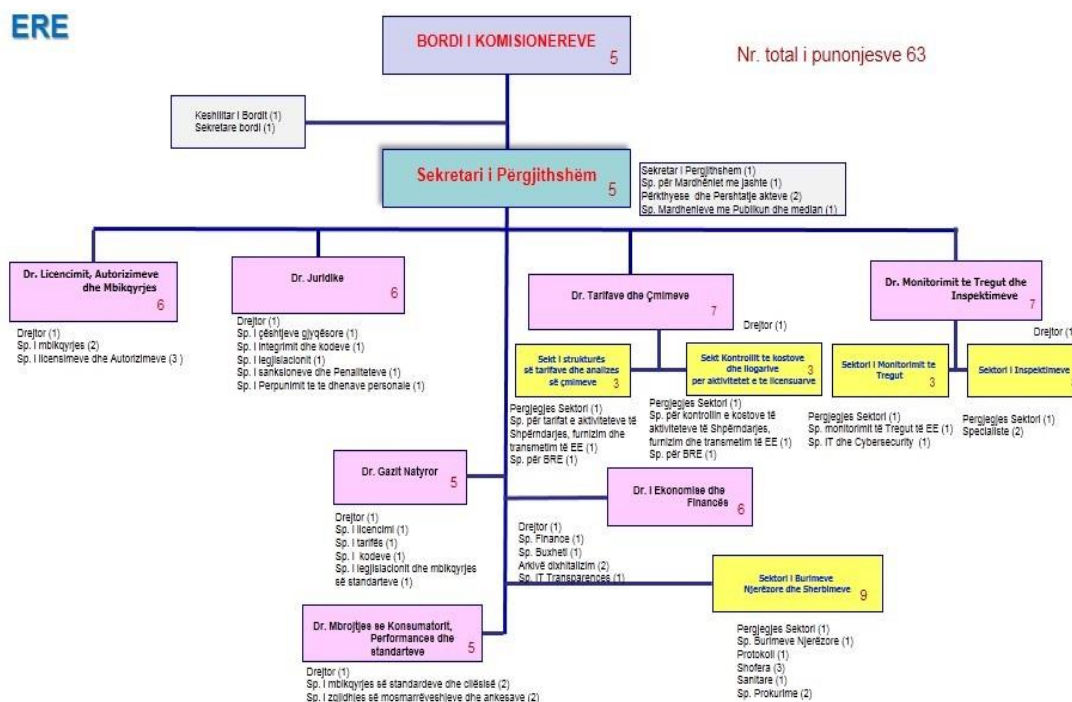 ERE
BORDI I KOMISIONEREVE
5
Nr. total i punonjesve 63
Keshilltar i Bordit (1)
Sekretare bordi (1)
Sekretari i Përgjithshëm
5
Sekretar i Pergjithshem (1)
Sp. për Mardhëniet me jashte (1)
Përkthyese dhe Pershtatje akteve (2)
Sp. Mardhenieve me Publikun dhe median (1)
Dr. Licencimit, Autorizimeve
dhe Mbikqyrjes
6
Drejtor (1)
Sp. i mbikqyrjes (2)
Sp. i licensimeve dhe Autorizimeve (3 )
Dr. Juridike
6
Drejtor (1)
Sp. i çështjeve gjyqësore (1)
Sp. i Integrimit dhe kodeve (1)
Sp. i legjislacionit (1)
Sp. i sanksioneve dhe Penaliteteve (1)
Sp. i Perpunimit te te dhenave personale (1)
Dr. Tarifave dhe Çmimeve
7
Drejtor (1)
Sekt i strukturës
së tarifave dhe analizes
së çmimeve
3
Pergjegjes Sektori (1)
Sp. për tarifat e aktiviteteve të
Shpërndarjes, furnizim dhe
transmetim të EE (1)
Sp. për BRE (1)
Sekt Kontrollit te kostove
dhe llogarive
per aktivitetet e te licensuarve
3
Pergjegjes Sektori (1)
Sp. për kontrollin e kostove të
aktiviteteve të Shpërndarjes,
furnizim dhe transmetim të EE (1)
Sp. për BRE (1)
Dr. Monitorimit te Tregut dhe
Inspektimeve
7
Drejtor (1)
Sektori i Monitorimit te
Tregut
3
Pergjegjes Sektori (1)
Sp. monitorimit të Tregut të EE (1)
Sp. IT dhe Cybersecurity (1)
Sektori i Inspektimeve
Pergjegjes Sektori (1)
Specialiste (2)
Dr. Gazit Natyror
5
Drejtor (1)
Sp. i licencimi (1)
Sp. i tarifës (1)
Sp. i kodeve (1)
Sp. i legjislacionit dhe mbikqyrjes
së standarteve (1)
Dr. i Ekonomise dhe
Financës
6
Drejtor (1)
Sp. Finance (1)
Sp. Buxheti (1)
Arkivë dixhitalizim (2)
Sp. IT Transparences (1)
Sektori i Burimeve
Njerëzore dhe Sherbimeve
9
Pergjegjes Sektori (1)
Sp. Burimeve Njerëzore (1)
Protokoll (1)
Shofera (3)
Sanitare (1)
Sp. Prokurime (2)
Dr. Mbrojtjes se Konsumatorit,
Performances dhe
standarteve
5
Drejtor (1)
Sp. i mbikqyrjes së standardeve dhe cilësisë (2)
Sp. i zgjidhjes së mosmarrëveshjeve dhe ankesave (2)